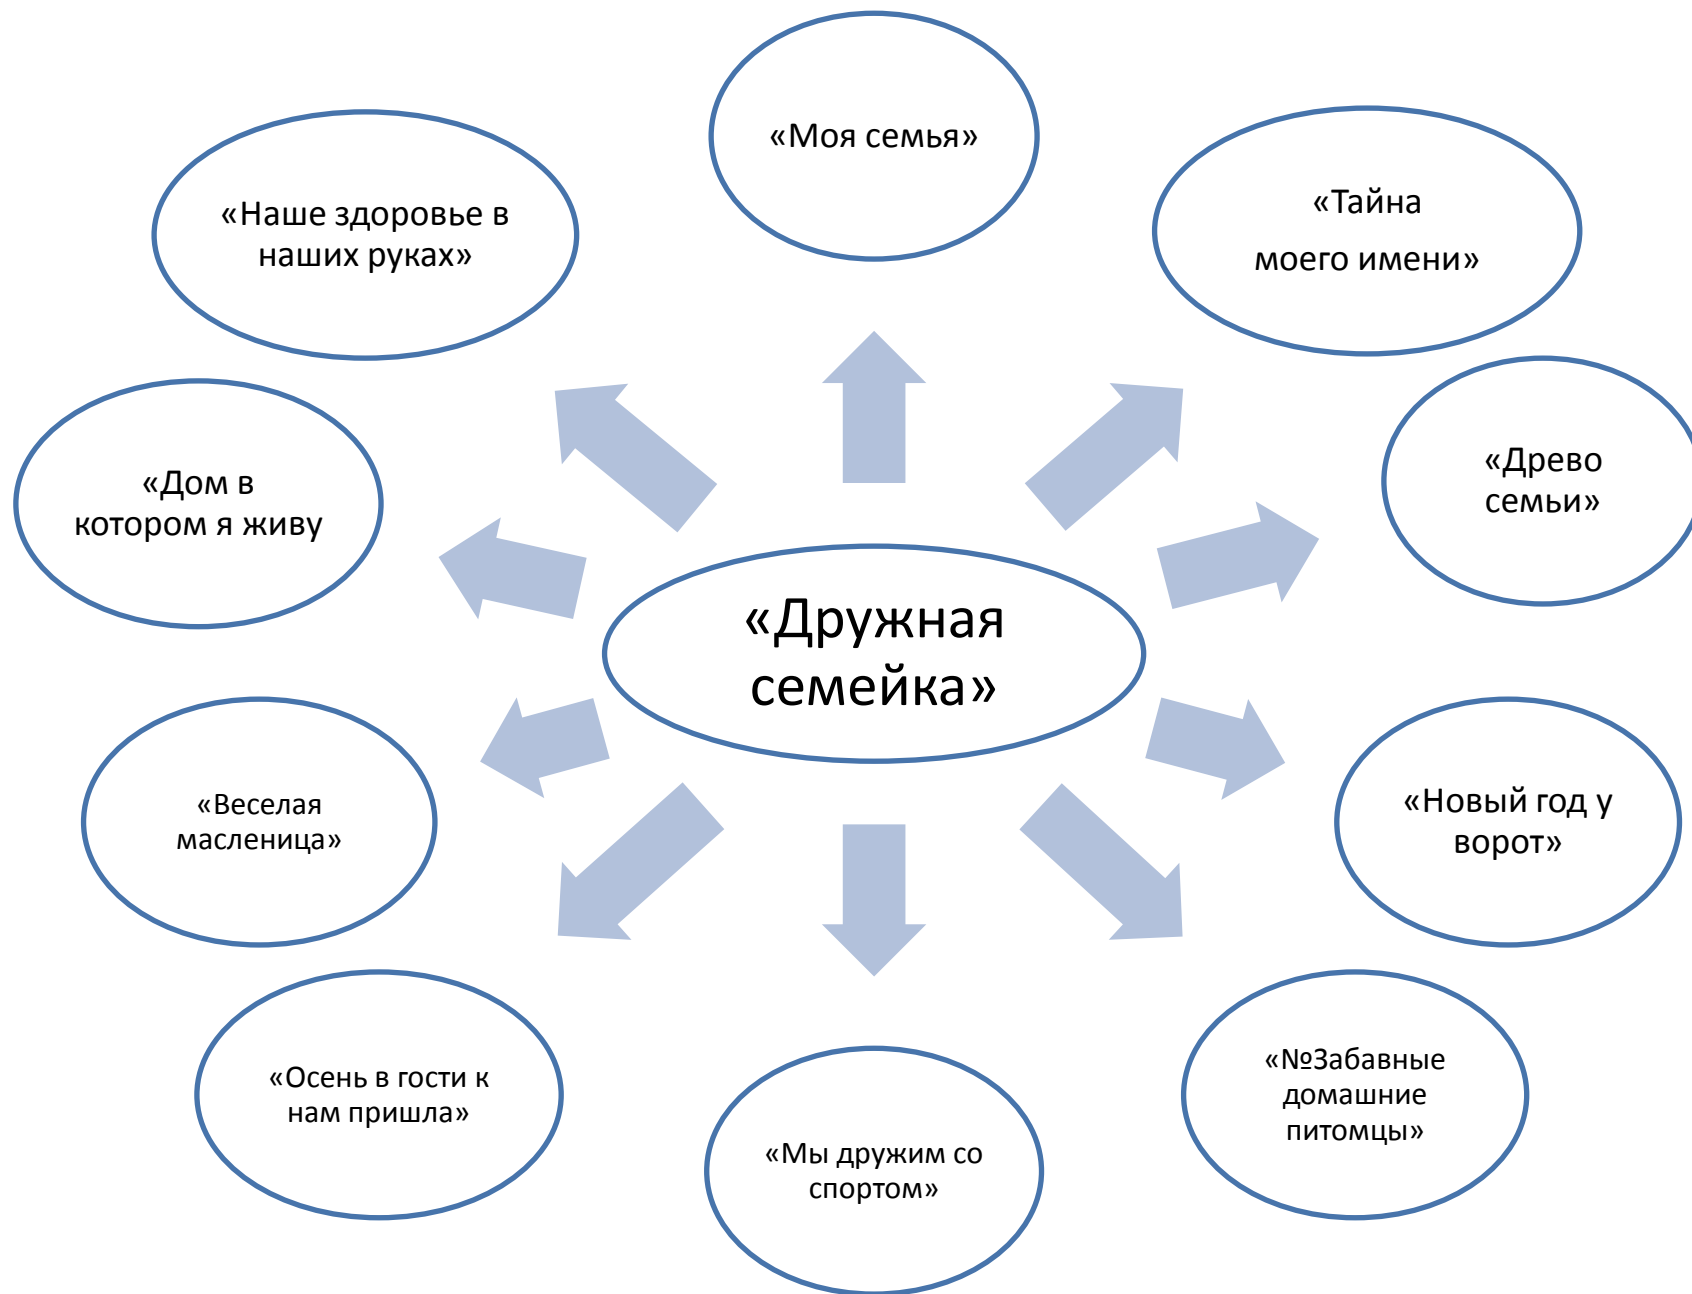 «Моя семья»
«Тайна
моего имени»
«Древо
семьи»
«Новый год у
ворот»
«№Забавные
домашние
питомцы»
«Мы дружим со
спортом»
«Осень в гости к
нам пришла»
«Веселая
масленица»
«Дом в
котором я живу
«Наше здоровье в
наших руках»
«Дружная
семейка»